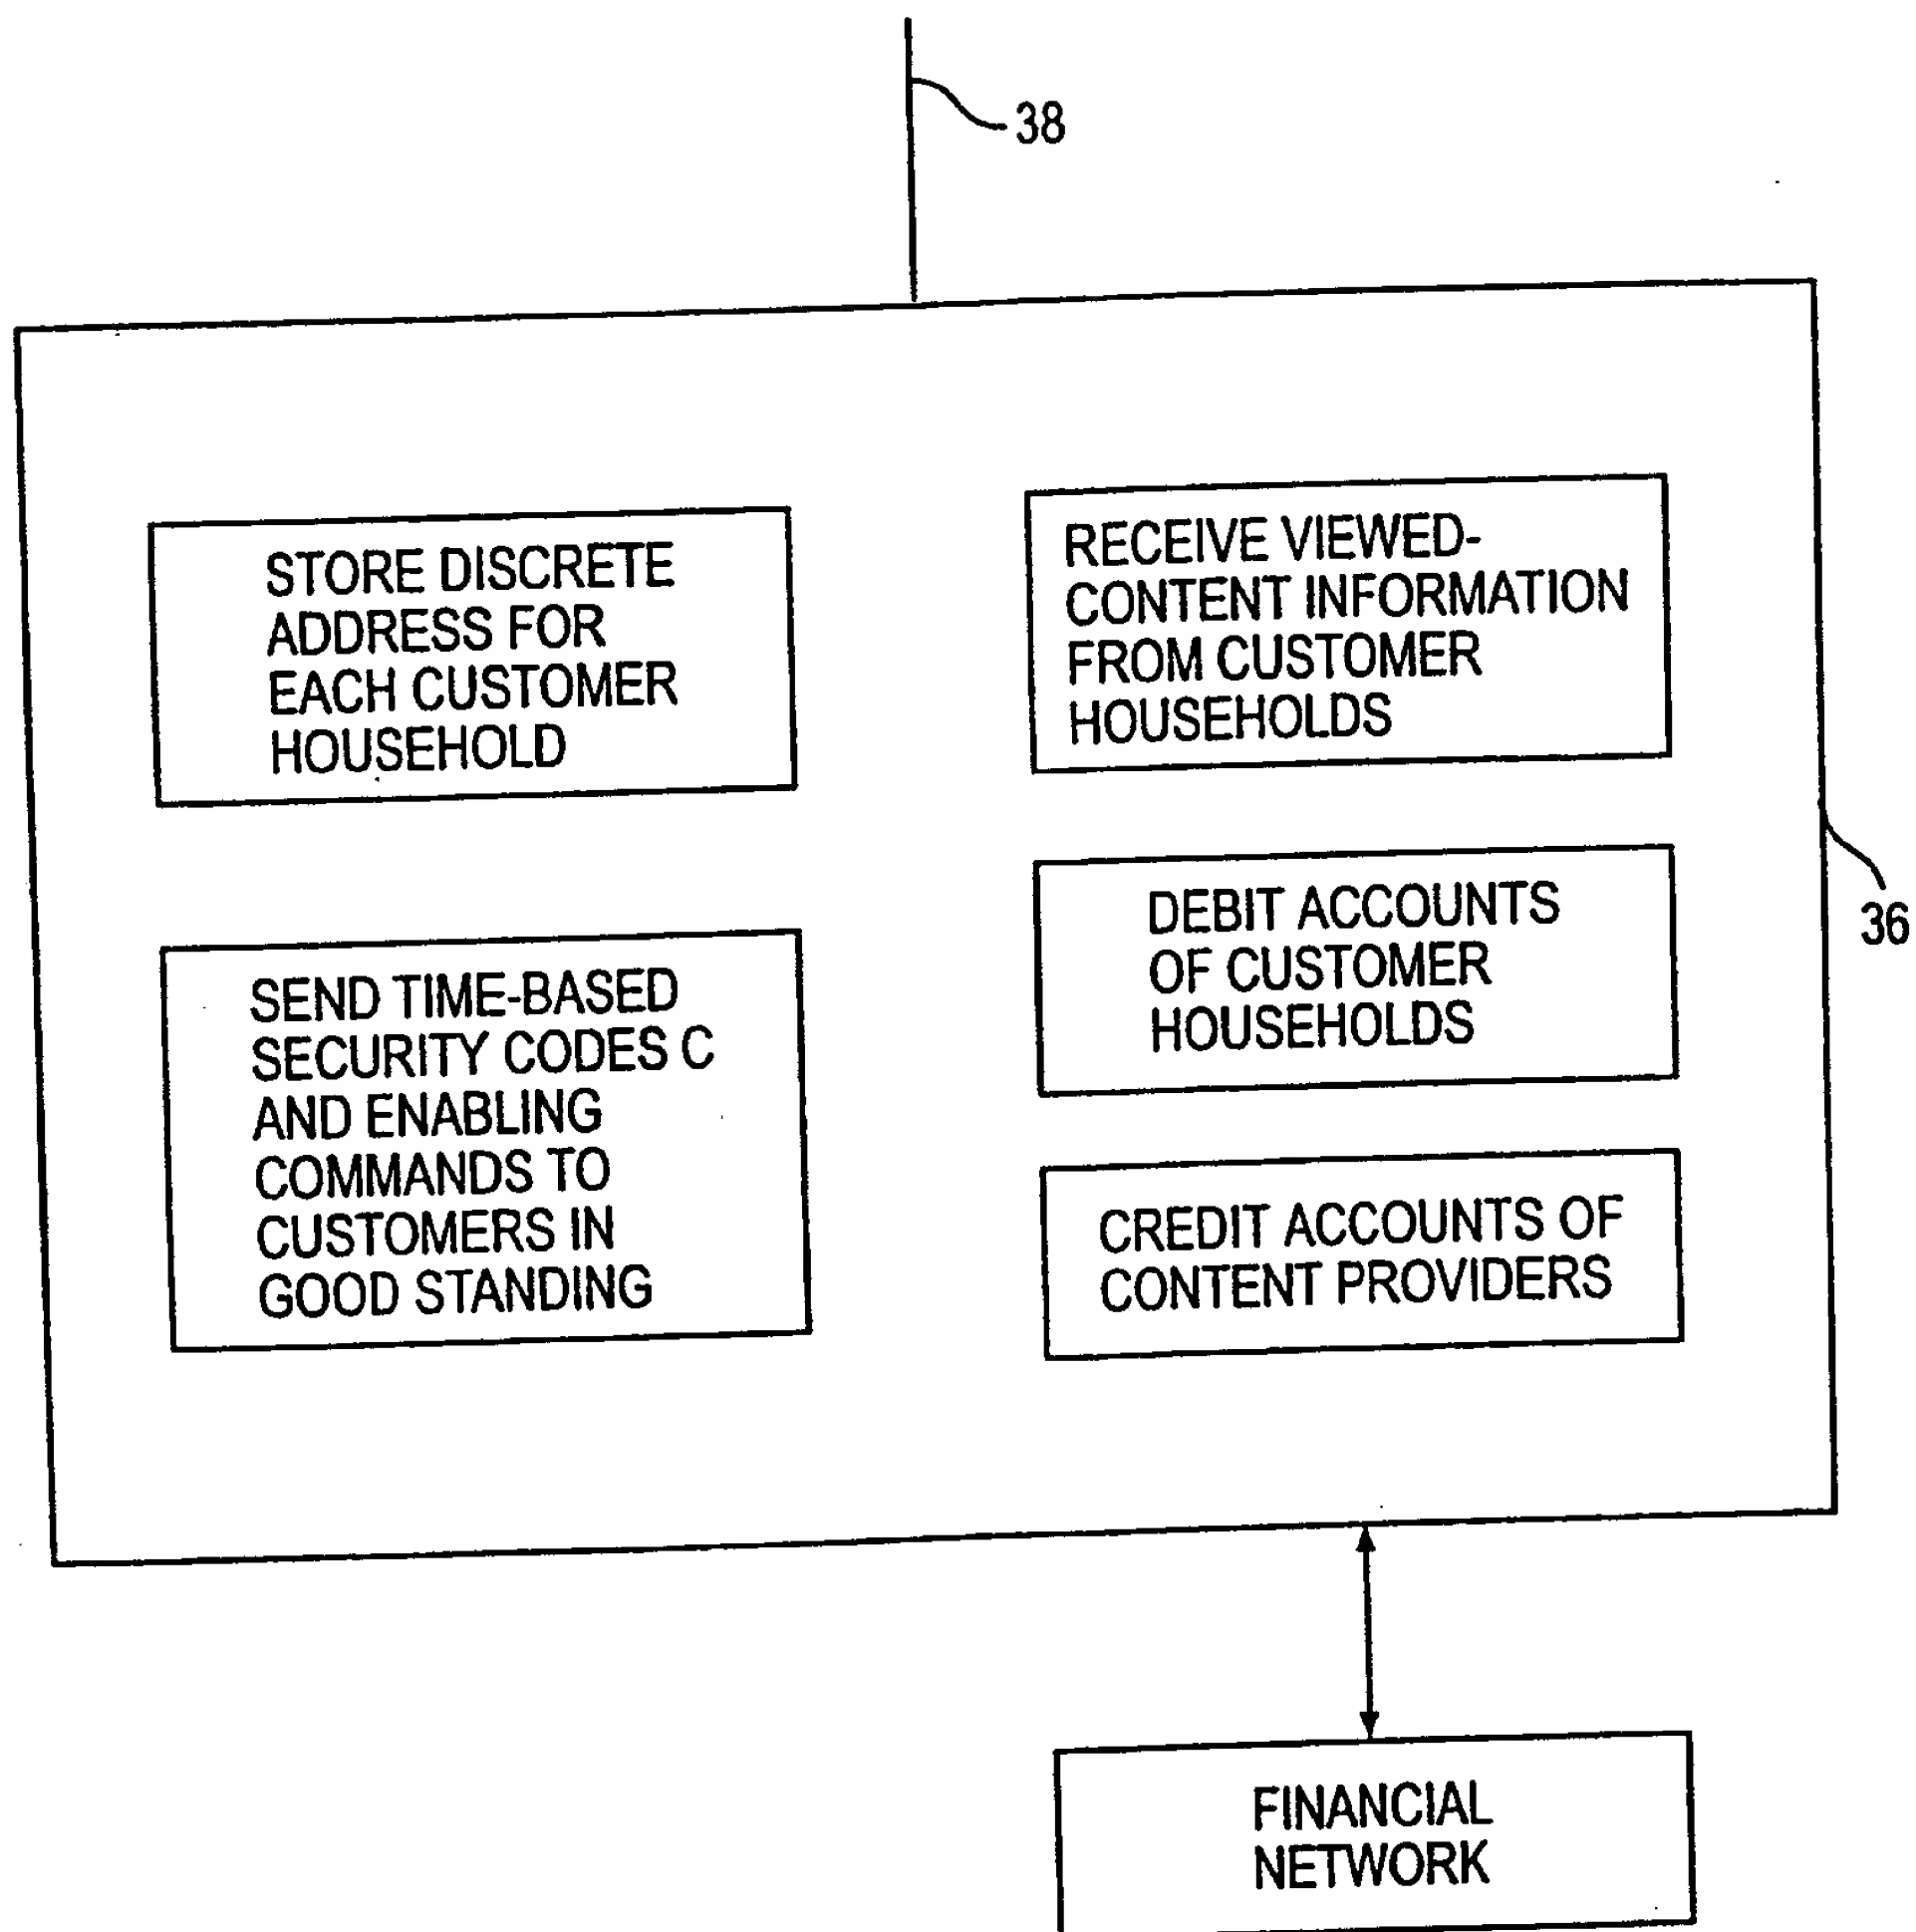 38
STORE DISCRETE
ADDRESS FOR
EACH CUSTOMER
HOUSEHOLD
RECEIVE VIEWED-
CONTENT INFORMATION
FROM CUSTOMER
HOUSEHOLDS
SEND TIME-BASED
SECURITY CODES C
AND ENABLING
COMMANDS TO
CUSTOMERS IN
GOOD STANDING
DEBIT ACCOUNTS
OF CUSTOMER
HOUSEHOLDS
36
CREDIT ACCOUNTS OF
CONTENT PROVIDERS
FINANCIAL
NETWORK